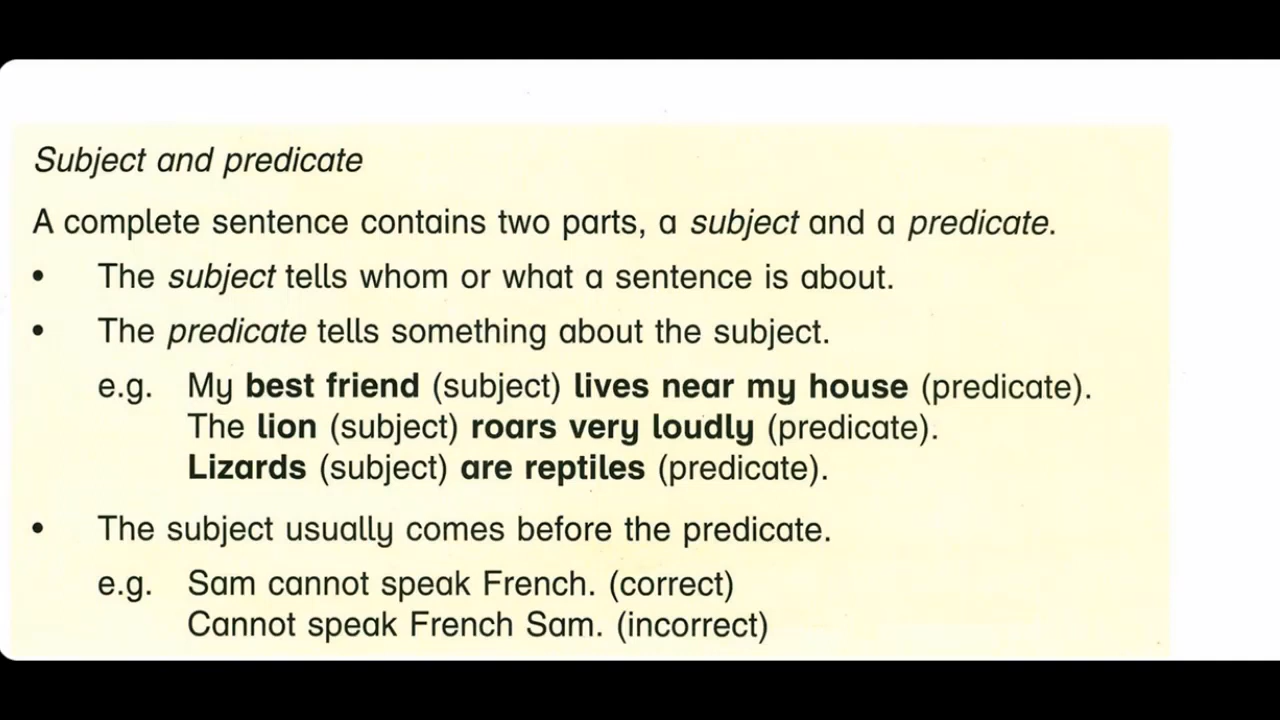 Subject and predicate
A complete sentence contains two parts, a subject and a predicate.
• The subject tells whom or what a sentence is about.
• The predicate tells something about the subject.
e.g. My best friend (subject) lives near my house (predicate).
The lion (subject) roars very loudly (predicate).
Lizards (subject) are reptiles (predicate).
• The subject usually comes before the predicate.
e.g. Sam cannot speak French. (correct)
Cannot speak French Sam. (incorrect)